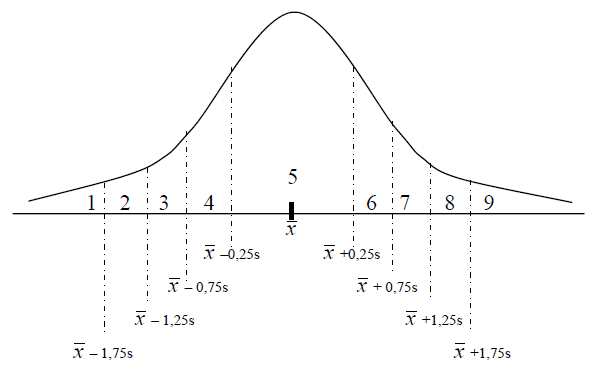 5
1 2 3 4 6 7 8 9
x̅
x̅ –0,25s x̅ +0,25s
x̅ – 0,75s x̅ + 0,75s
x̅ – 1,25s x̅ +1,25s
x̅ – 1,75s x̅ +1,75s